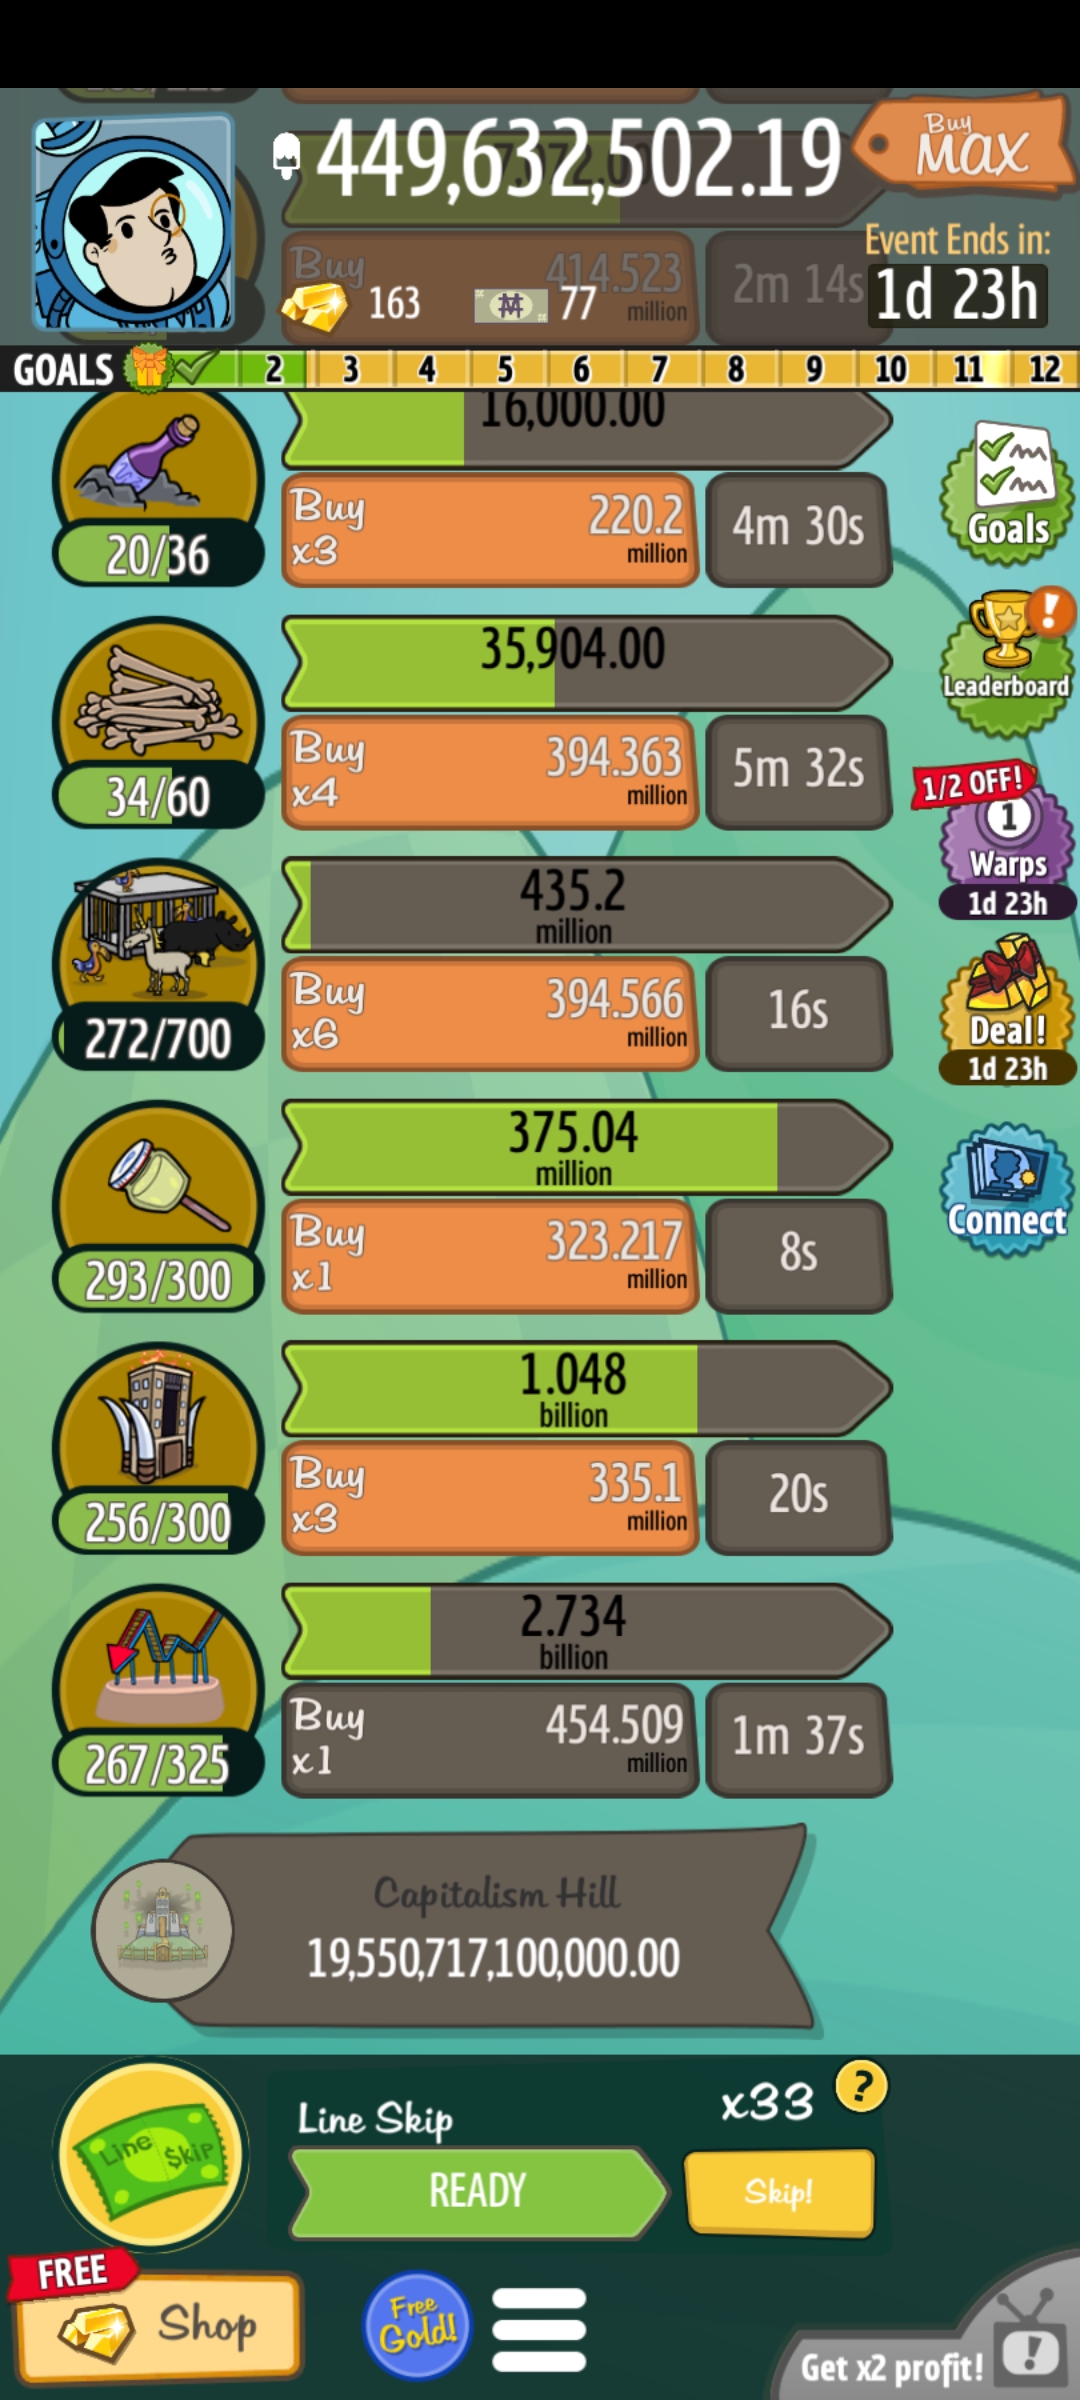 449,632,502.19
Buy
MAX
Buy
414.523
million
2m 14s
Event Ends in:
1d 23h
163
77
GOALS 2 3 4 5 6 7 8 9 10 11 12
16,000.00
20/36
Buy
x3
220.2
million
4m 30s
Goals
35,904.00
34/60
Buy
x4
394.363
million
5m 32s
!
Leaderboard
1/2 OFF!
1
Warps
1d 23h
435.2
million
272/700
Buy
x6
394.566
million
16s
Deal!
1d 23h
375.04
million
293/300
Buy
x1
323.217
million
8s
Connect
1.048
billion
256/300
Buy
x3
335.1
million
20s
2.734
billion
267/325
Buy
x1
454.509
million
1m 37s
Capitalism Hill
19,550,717,100,000.00
Line $kip
Line Skip
x33
?
READY
Skip!
FREE
Shop
Free
Gold!
Get x2 profit!
!